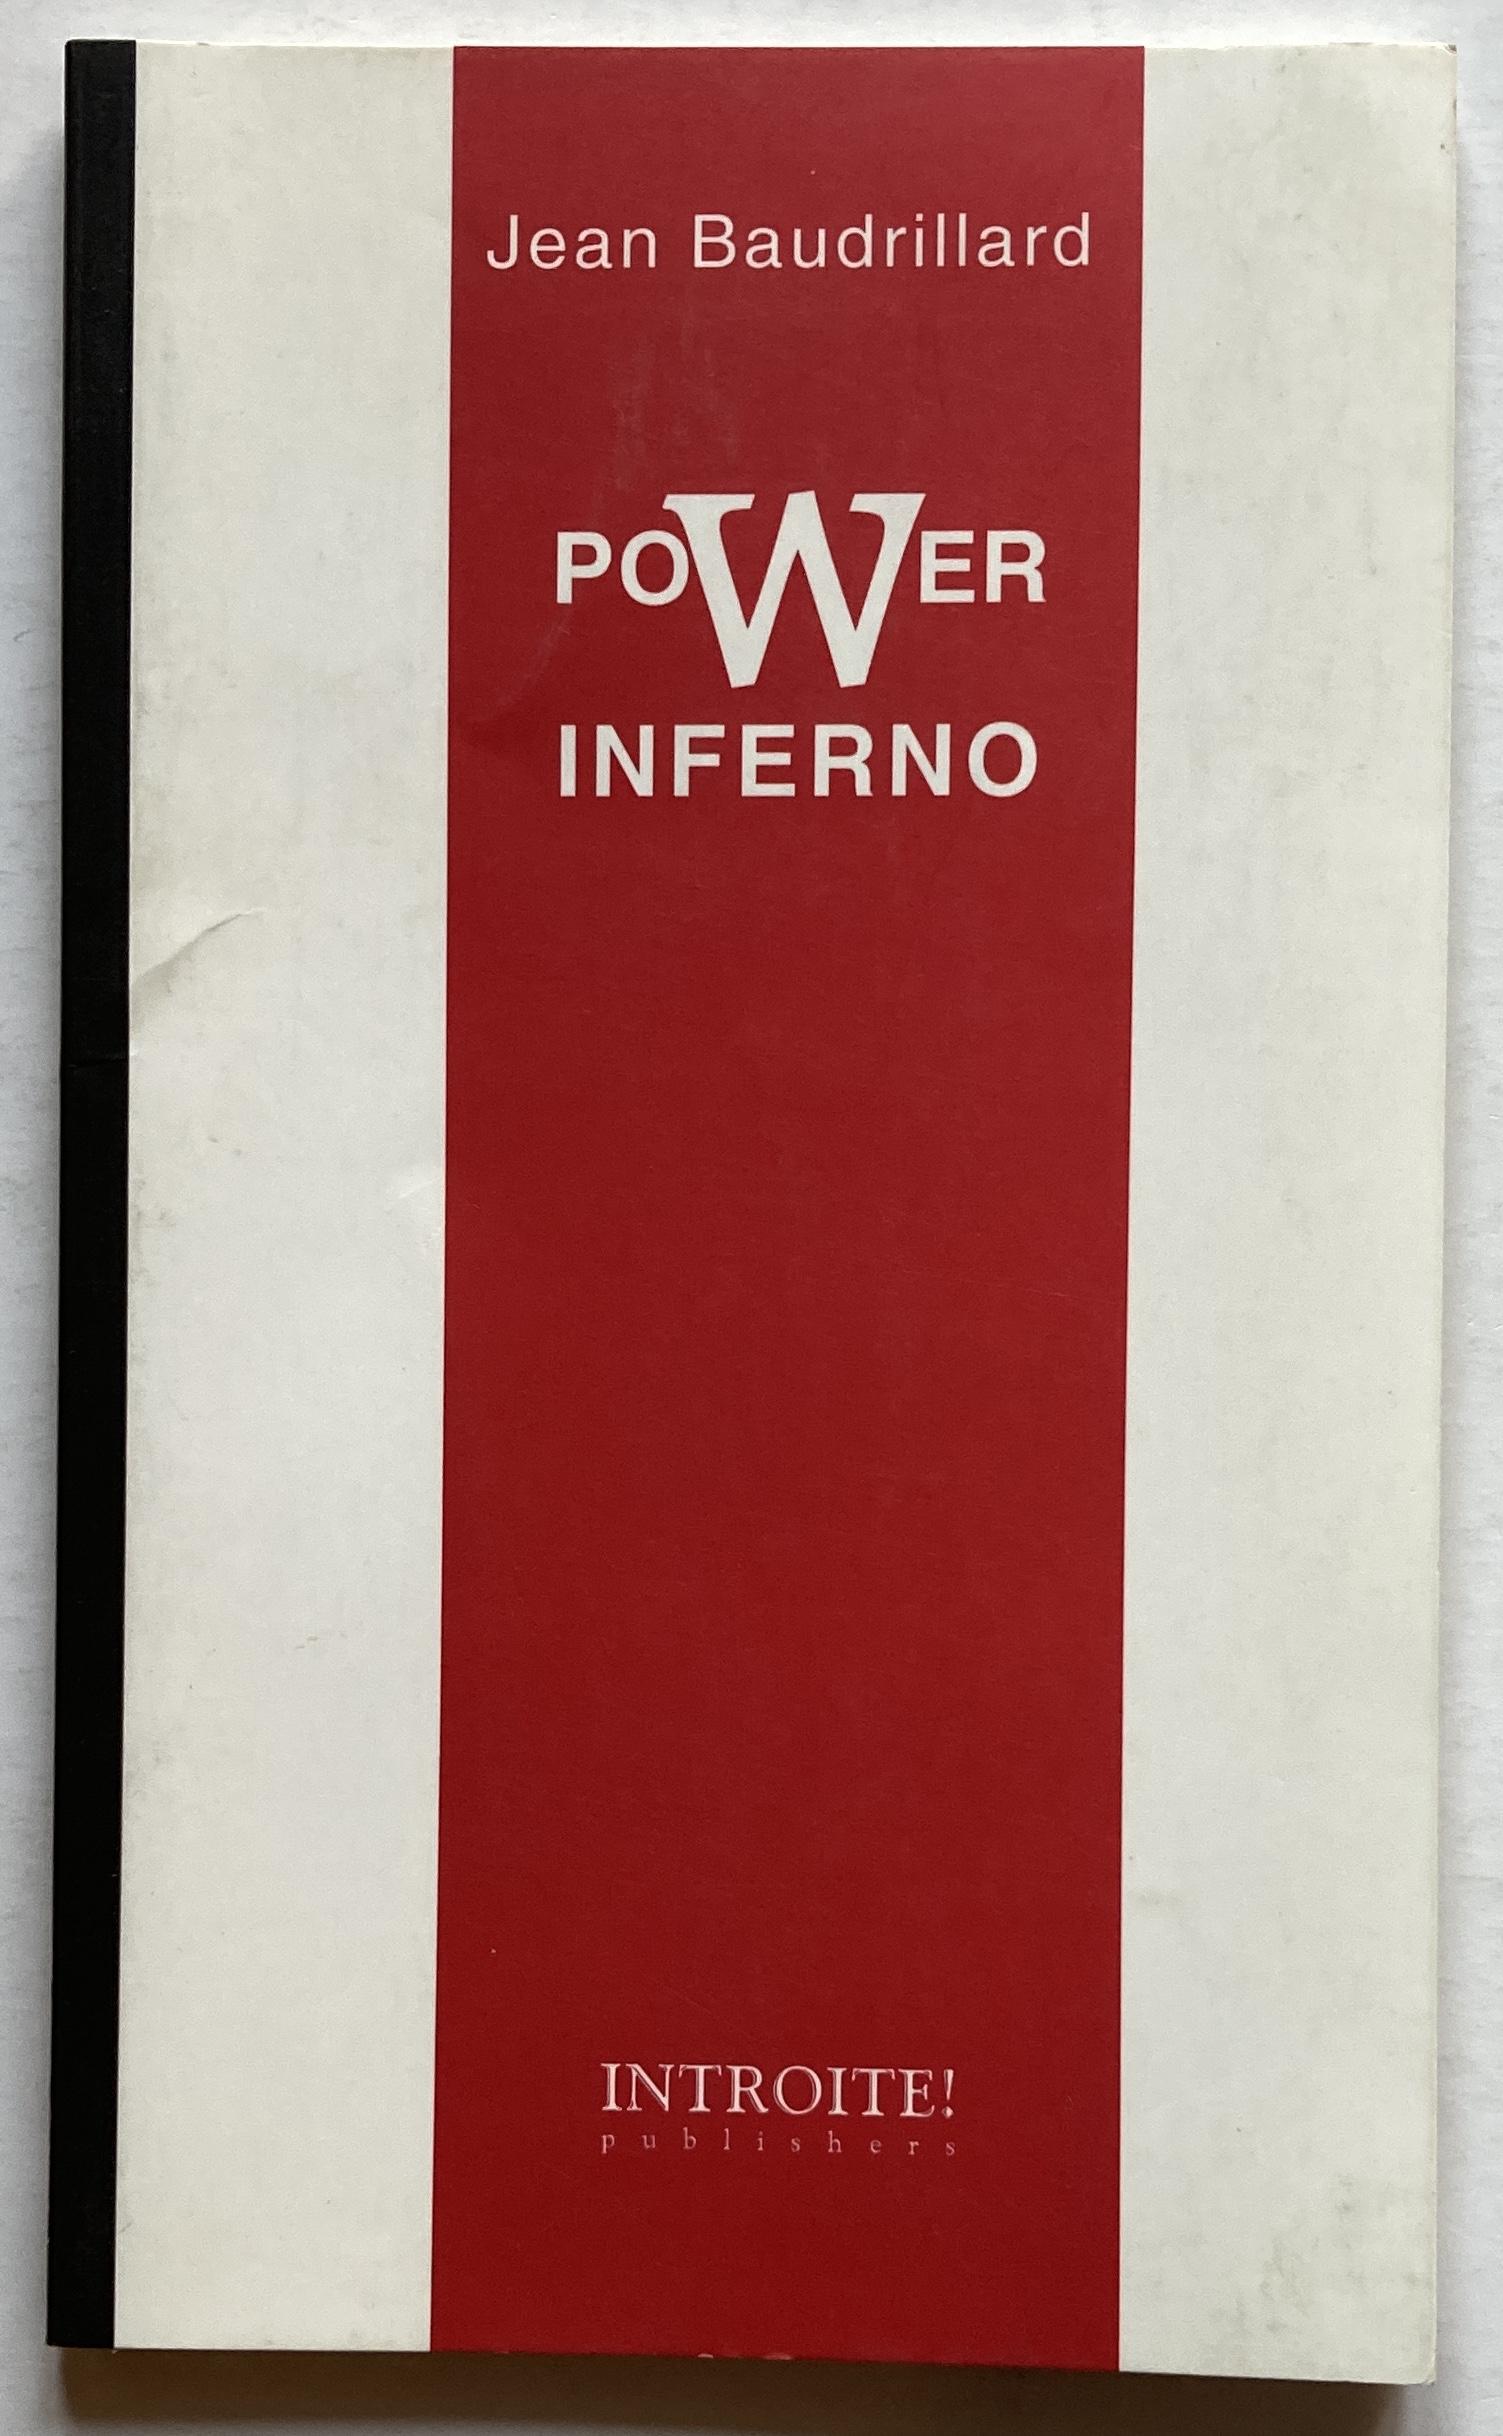 Jean Baudrillard
POWER
INFERNO
INTROITE!
publishers